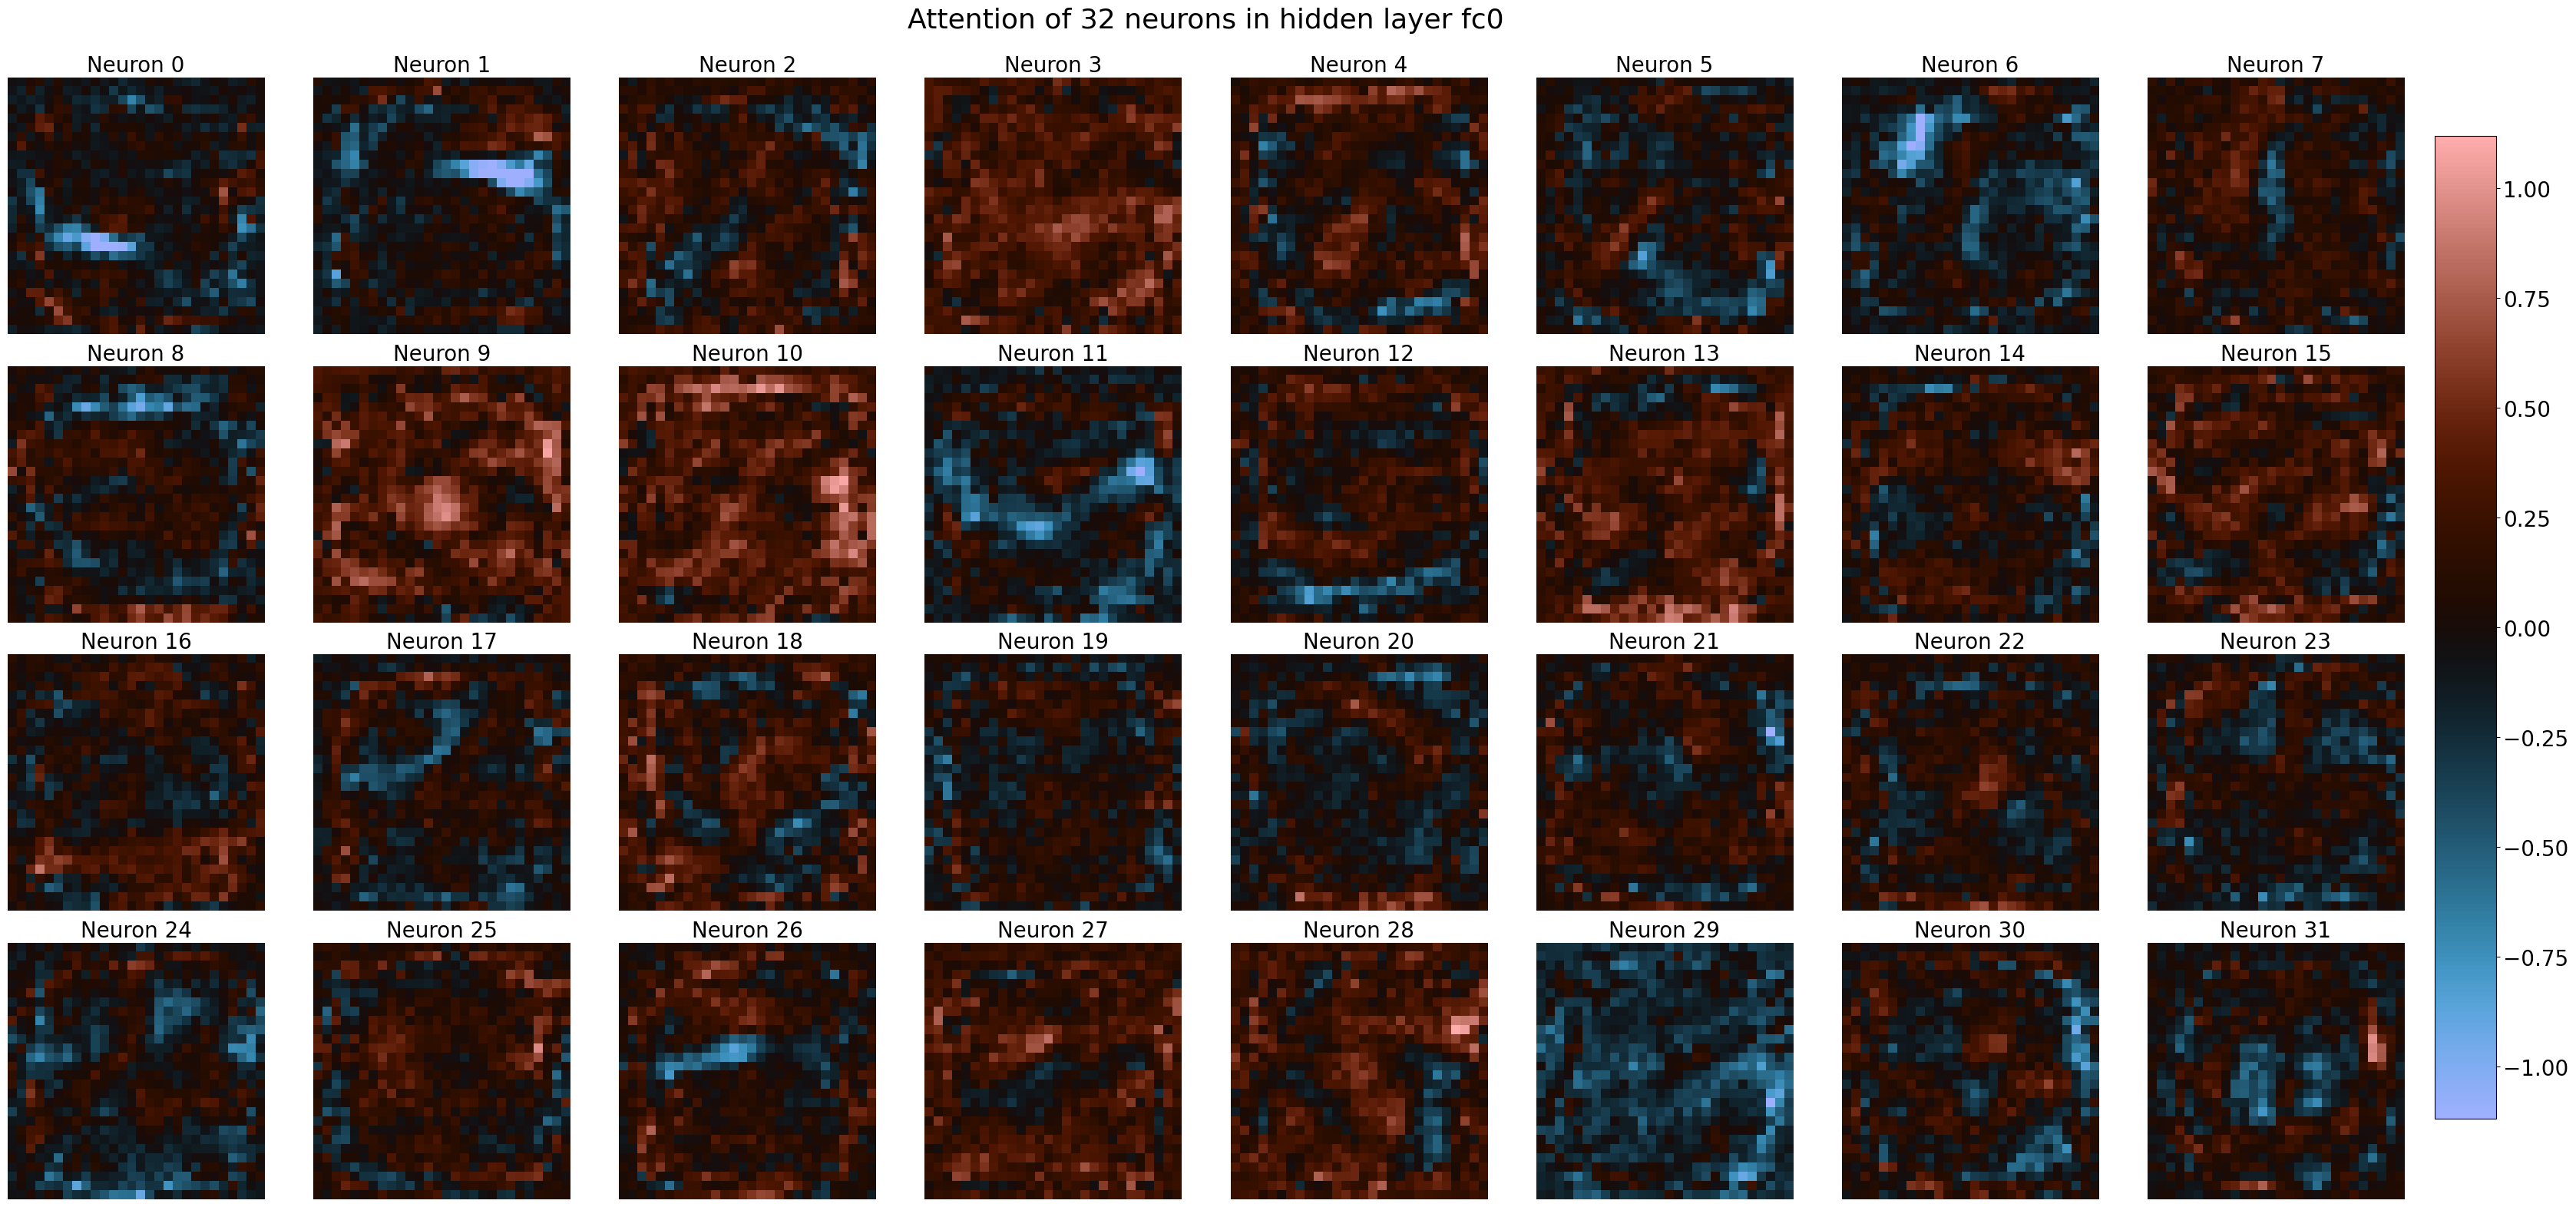 Attention of 32 neurons in hidden layer fc0
Neuron 0
Neuron 1
Neuron 2
Neuron 3
Neuron 4
Neuron 5
Neuron 6
Neuron 7
Neuron 8
Neuron 9
Neuron 10
Neuron 11
Neuron 12
Neuron 13
Neuron 14
Neuron 15
Neuron 16
Neuron 17
Neuron 18
Neuron 19
Neuron 20
Neuron 21
Neuron 22
Neuron 23
Neuron 24
Neuron 25
Neuron 26
Neuron 27
Neuron 28
Neuron 29
Neuron 30
Neuron 31
1.00
0.75
0.50
0.25
0.00
−0.25
−0.50
−0.75
−1.00